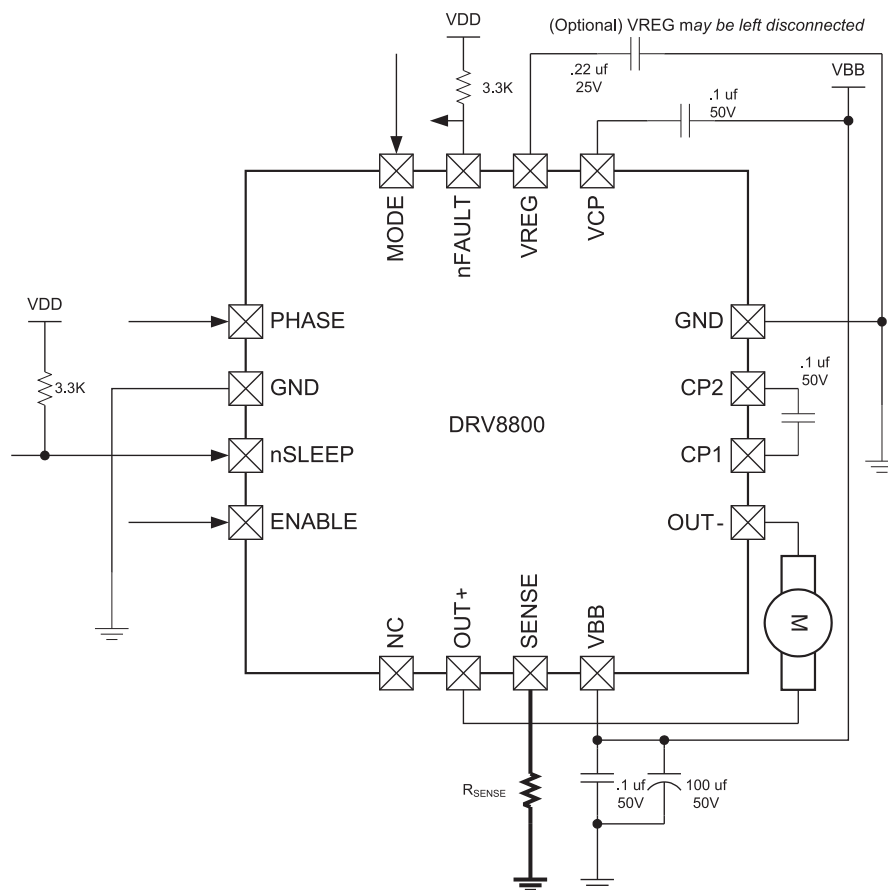 VDD
(Optional) VREG may be left disconnected
3.3K
.22 uf
25V
.1 uf
50V
VBB
MODE
nFAULT
VREG
VCP
VDD
3.3K
PHASE
GND
nSLEEP
ENABLE
DRV8800
GND
CP2
CP1
OUT-
.1 uf
50V
M
NC
OUT+
SENSE
VBB
RSENSE
.1 uf
50V
100 uf
50V